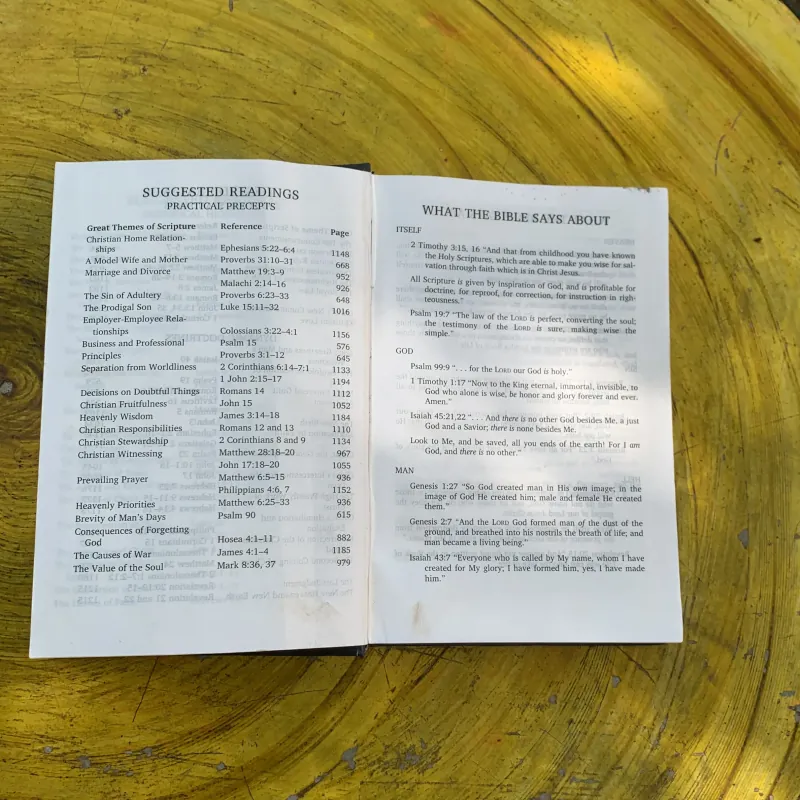 SUGGESTED READINGS
PRACTICAL PRECEPTS
Great Themes of Scripture Reference Page
Christian Home Relation-
ships Ephesians 5:22–6:4 1148
A Model Wife and Mother Proverbs 31:10–31 668
Marriage and Divorce Matthew 19:3–9 952
Malachi 2:14–16 926
The Sin of Adultery Proverbs 6:23–33 648
The Prodigal Son Luke 15:11–32 1016
Employer-Employee Rela-
tionships Colossians 3:22–4:1 1156
Business and Professional Psalm 15 576
Principles Proverbs 3:1–12 645
Separation from Worldliness 2 Corinthians 6:14–7:1 1133
1 John 2:15–17 1194
Decisions on Doubtful Things Romans 14 1112
Christian Fruitfulness John 15 1052
Heavenly Wisdom James 3:14–18 1184
Christian Responsibilities Romans 12 and 13 1110
Christian Stewardship 2 Corinthians 8 and 9 1134
Christian Witnessing Matthew 28:18–20 967
John 17:18–20 1055
Prevailing Prayer Matthew 6:5–15 936
Philippians 4:6, 7 1152
Heavenly Priorities Matthew 6:25–33 936
Brevity of Man's Days Psalm 90 615
Consequences of Forgetting
God Hosea 4:1–11 882
The Causes of War James 4:1–4 1185
The Value of the Soul Mark 8:36, 37 979
WHAT THE BIBLE SAYS ABOUT
ITSELF
2 Timothy 3:15, 16 "And that from childhood you have known
the Holy Scriptures, which are able to make you wise for sal-
vation through faith which is in Christ Jesus.
All Scripture is given by inspiration of God, and is profitable for
doctrine, for reproof, for correction, for instruction in righ-
teousness."
Psalm 19:7 "The law of the LORD is perfect, converting the soul;
the testimony of the LORD is sure, making wise the
simple."
GOD
Psalm 99:9 ". . . for the LORD our God is holy."
1 Timothy 1:17 "Now to the King eternal, immortal, invisible, to
God who alone is wise, be honor and glory forever and ever.
Amen."
Isaiah 45:21,22 ". . . And there is no other God besides Me, a just
God and a Savior; there is none besides Me.
Look to Me, and be saved, all you ends of the earth! For I am
God, and there is no other."
MAN
Genesis 1:27 "So God created man in His own image; in the
image of God He created him; male and female He created
them."
Genesis 2:7 "And the LORD God formed man of the dust of the
ground, and breathed into his nostrils the breath of life; and
man became a living being."
Isaiah 43:7 "Everyone who is called by My name, whom I have
created for My glory; I have formed him, yes, I have made
him."